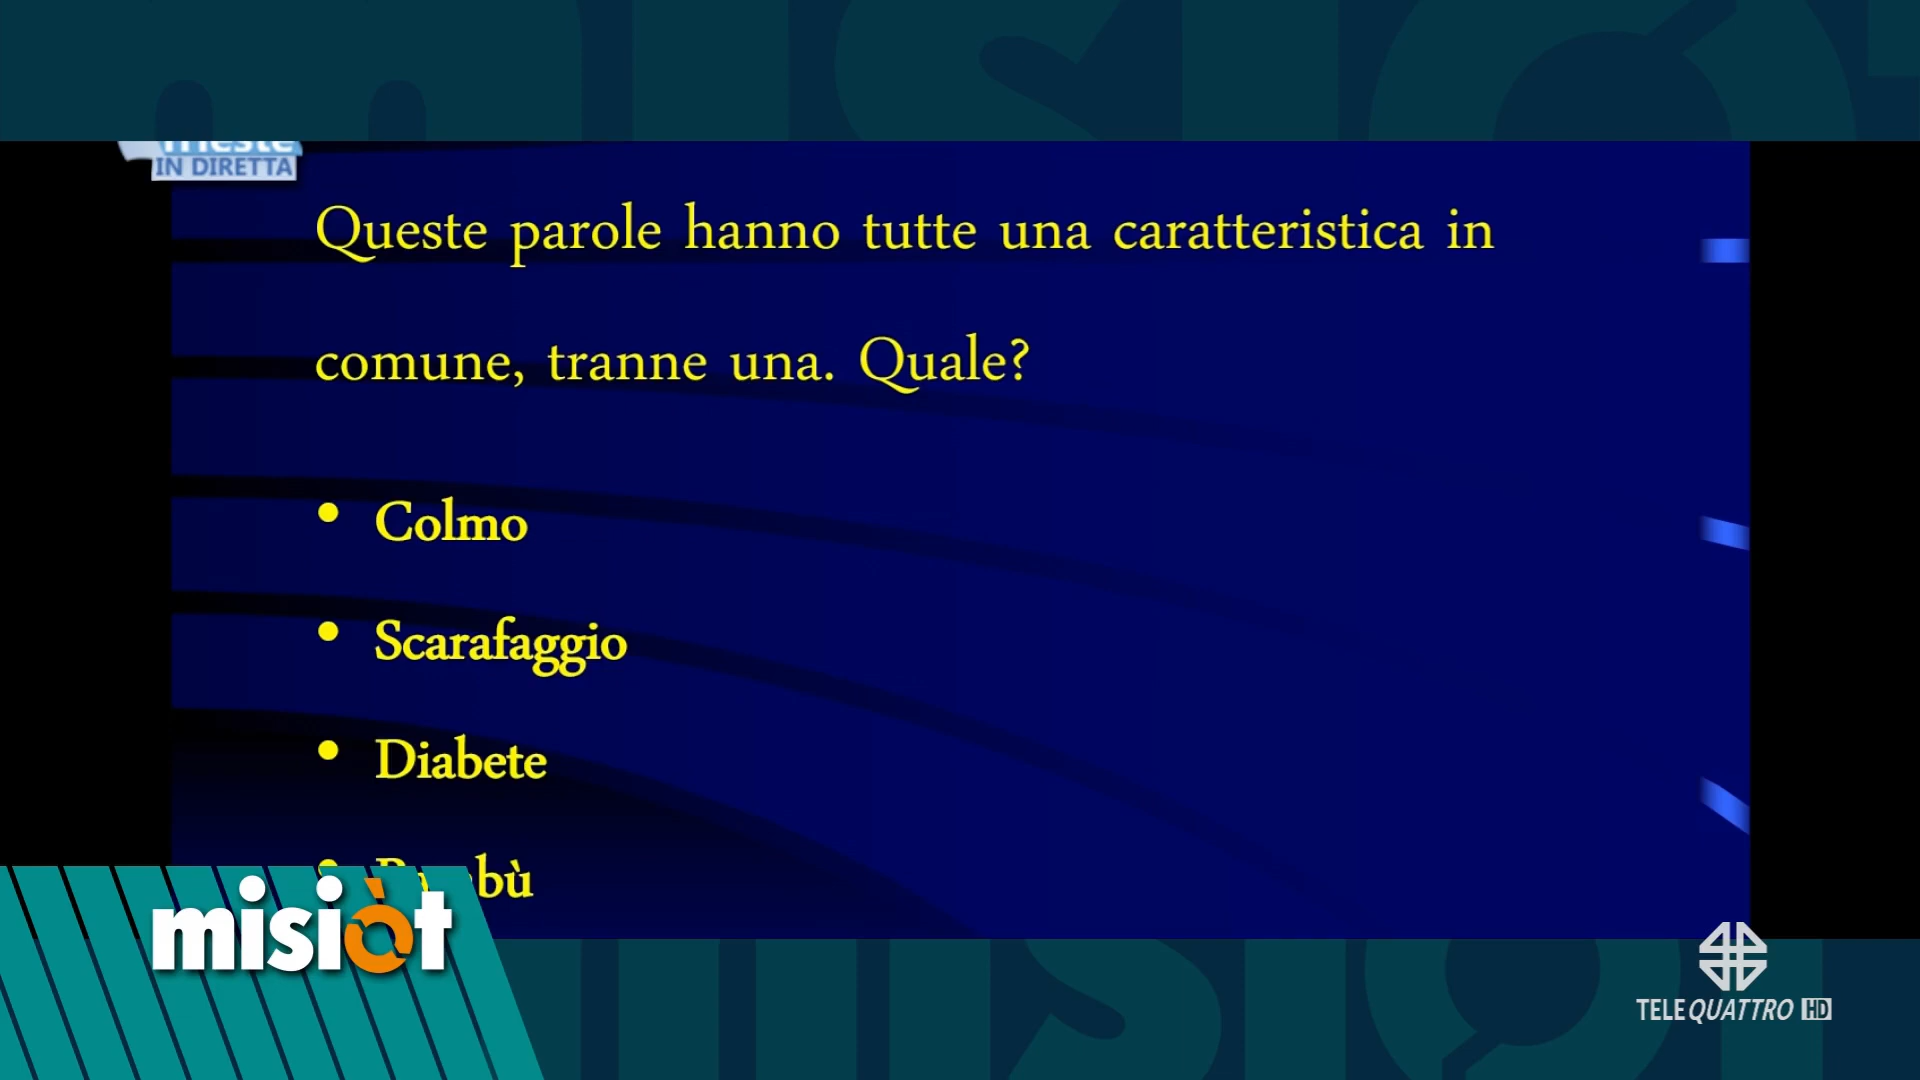 misiòt
IN DIRETTA
Queste parole hanno tutte una caratteristica in
comune, tranne una. Quale?
• Colmo
• Scarafaggio
• Diabete
misiòt
TELEQUATTRO HD